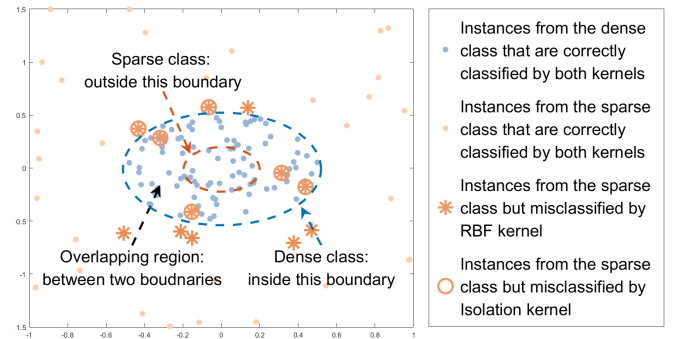 1.5
1
0.5
0
-0.5
-1
1.5
-1
-0.8
-0.6
-0.4
-0.2
0
0.2
0.4
0.6
0.8
1
Sparse class:
outside this boundary
Overlapping region:
between two boudnaries
Dense class:
inside this boundary
Instances from the dense
class that are correctly
classified by both kernels
Instances from the sparse
class that are correctly
classified by both kernels
Instances from the sparse
class but misclassified by
RBF kernel
Instances from the sparse
class but misclassified by
Isolation kernel